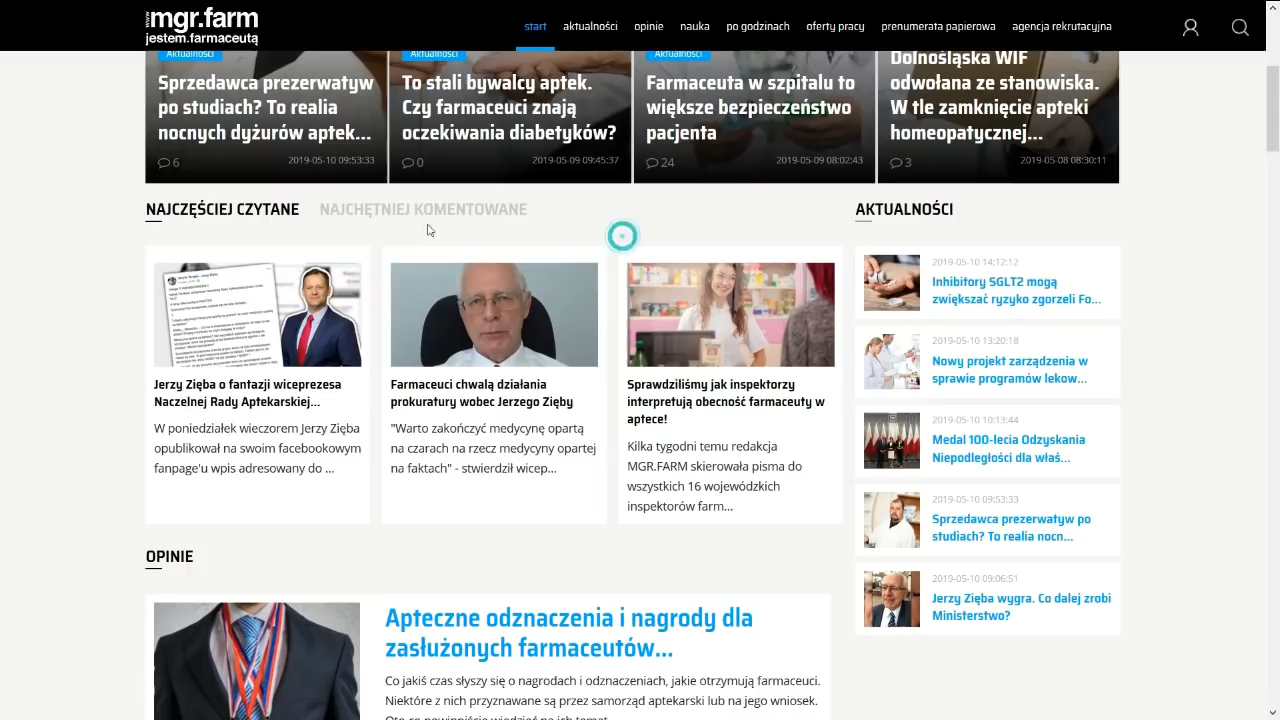 www.
mgr.farm
jestem.farmaceutą
start
aktualności
opinie
nauka
po godzinach
oferty pracy
prenumerata papierowa
agencja rekrutacyjna
Aktualności
Sprzedawca prezerwatyw
po studiach? To realia
nocnych dyżurów aptek...
6
2019-05-10 09:53:33
Aktualności
To stali bywalcy aptek.
Czy farmaceuci znają
oczekiwania diabetyków?
0
2019-05-09 09:45:37
Aktualności
Farmaceuta w szpitalu to
większe bezpieczeństwo
pacjenta
24
2019-05-09 08:02:43
Dolnośląska WIF
odwołana ze stanowiska.
W tle zamknięcie apteki
homeopatycznej...
3
2019-05-08 08:30:11
NAJCZĘŚCIEJ CZYTANE
NAJCHĘTNIEJ KOMENTOWANE
Jerzy Zięba o fantazji wiceprezesa
Naczelnej Rady Aptekarskiej...
W poniedziałek wieczorem Jerzy Zięba
opublikował na swoim facebookowym
fanpage'u wpis adresowany do ...
Farmaceuci chwalą działania
prokuratury wobec Jerzego Zięby
"Warto zakończyć medycynę opartą
na czarach na rzecz medycyny opartej
na faktach" - stwierdził wicep...
Sprawdziliśmy jak inspektorzy
interpretują obecność farmaceuty w
aptece!
Kilka tygodni temu redakcja
MGR.FARM skierowała pisma do
wszystkich 16 wojewódzkich
inspektorów farm...
AKTUALNOŚCI
2019-05-10 14:12:12
Inhibitory SGLT2 mogą
zwiększać ryzyko zgorzeli Fo...
2019-05-10 13:20:18
Nowy projekt zarządzenia w
sprawie programów lekow...
2019-05-10 10:13:44
Medal 100-lecia Odzyskania
Niepodległości dla właś...
2019-05-10 09:53:33
Sprzedawca prezerwatyw po
studiach? To realia nocn...
2019-05-10 09:06:51
Jerzy Zięba wygra. Co dalej zrobi
Ministerstwo?
OPINIE
Apteczne odznaczenia i nagrody dla
zasłużonych farmaceutów...
Co jakiś czas słyszy się o nagrodach i odznaczeniach, jakie otrzymują farmaceuci.
Niektóre z nich przyznawane są przez samorząd aptekarski lub na jego wniosek.
Oto co powinniście wiedzieć na ich temat